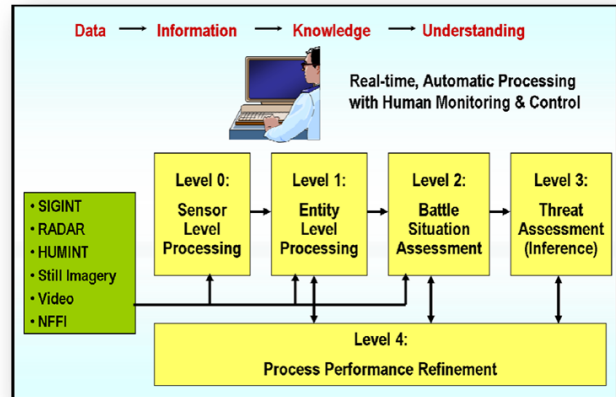 Data Information Knowledge Understanding
Real-time, Automatic Processing
with Human Monitoring & Control
Level 0:
Sensor
Level
Processing
Level 1:
Entity
Level
Processing
Level 2:
Battle
Situation
Assessment
Level 3:
Threat
Assessment
(Inference)
• SIGINT
• RADAR
• HUMINT
• Still Imagery
• Video
• NFFI
Level 4:
Process Performance Refinement